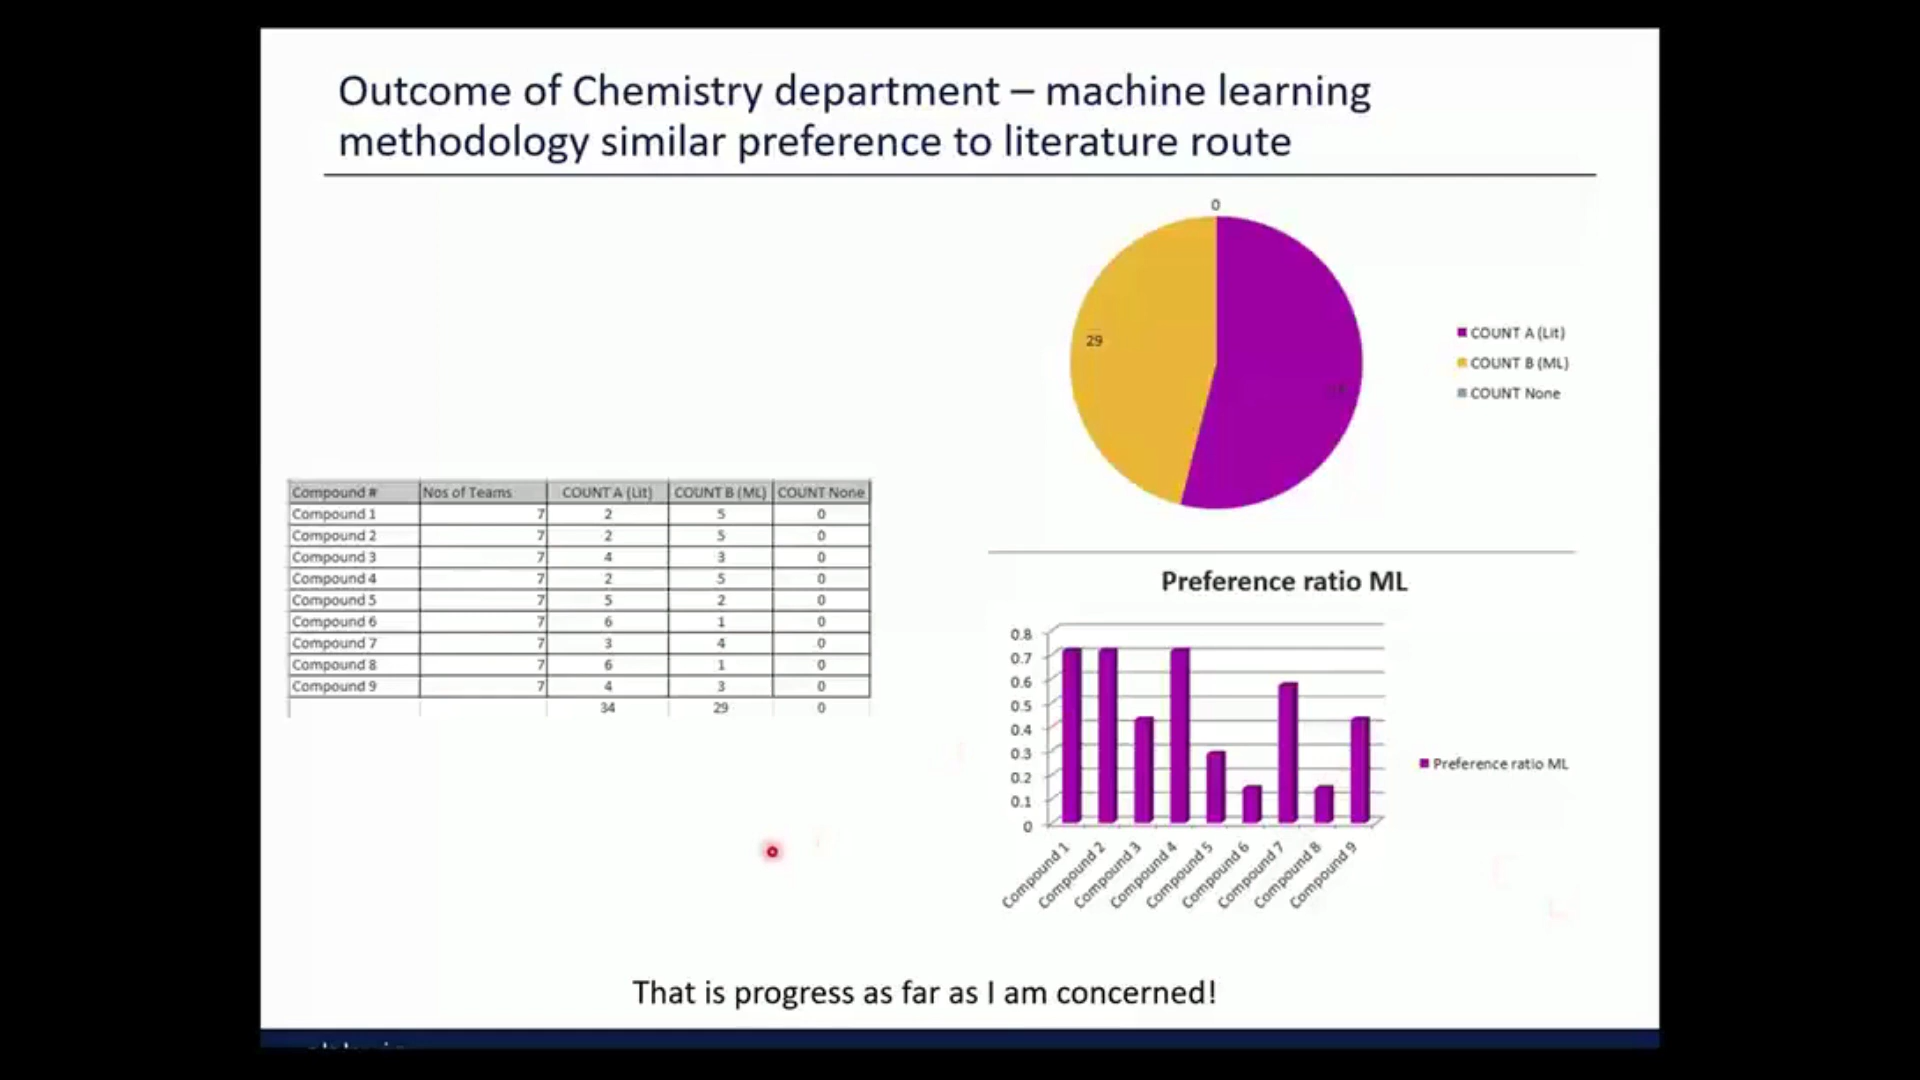 Outcome of Chemistry department – machine learning
methodology similar preference to literature route
0
29
COUNT A (Lit)
COUNT B (ML)
COUNT None
Compound # Nos of Teams COUNT A (Lit) COUNT B (ML) COUNT None
Compound 1 7 2 5 0
Compound 2 7 2 5 0
Compound 3 7 4 3 0
Compound 4 7 2 5 0
Compound 5 7 5 2 0
Compound 6 7 6 1 0
Compound 7 7 3 4 0
Compound 8 7 6 1 0
Compound 9 7 4 3 0
34 29 0
Preference ratio ML
0.8
0.7
0.6
0.5
0.4
0.3
0.2
0.1
0
Compound 1
Compound 2
Compound 3
Compound 4
Compound 5
Compound 6
Compound 7
Compound 8
Compound 9
Preference ratio ML
That is progress as far as I am concerned!